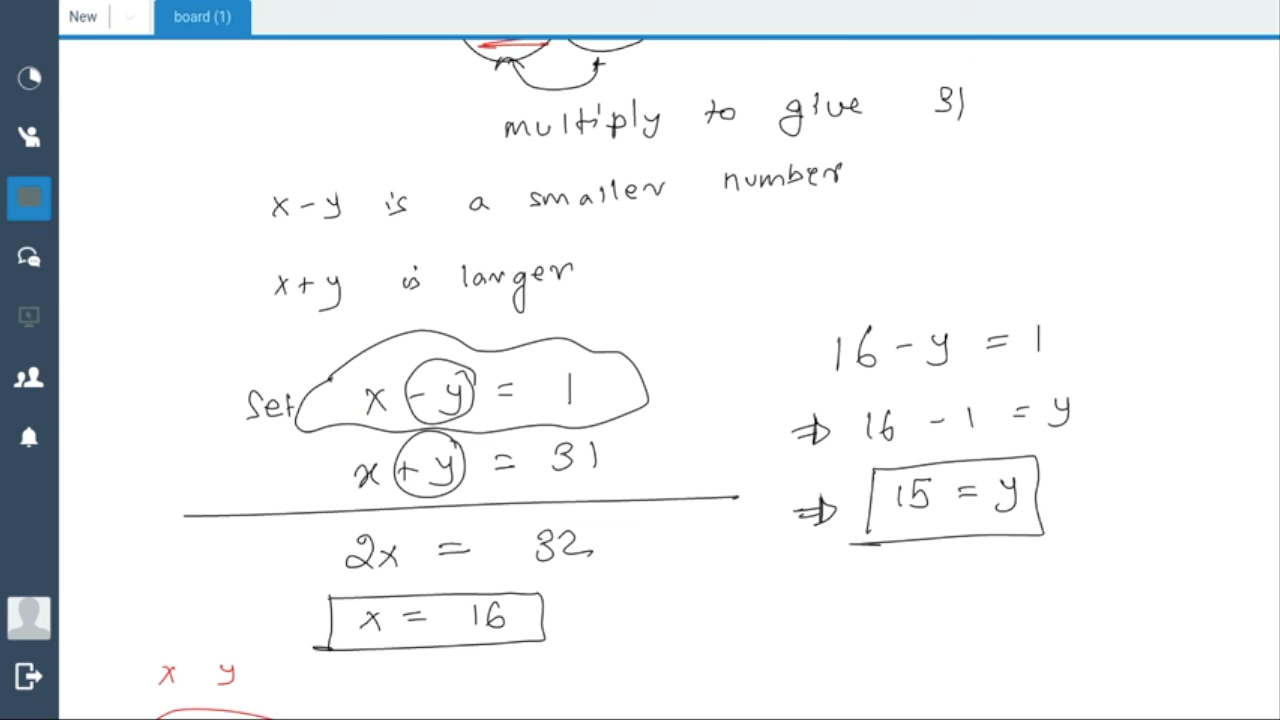 New
board (1)
multiply to give 31
x - y is a smaller number
x + y is larger
Set x - y = 1
x + y = 31
2x = 32
x = 16
16 - y = 1
⇒ 16 - 1 = y
⇒ 15 = y
x y